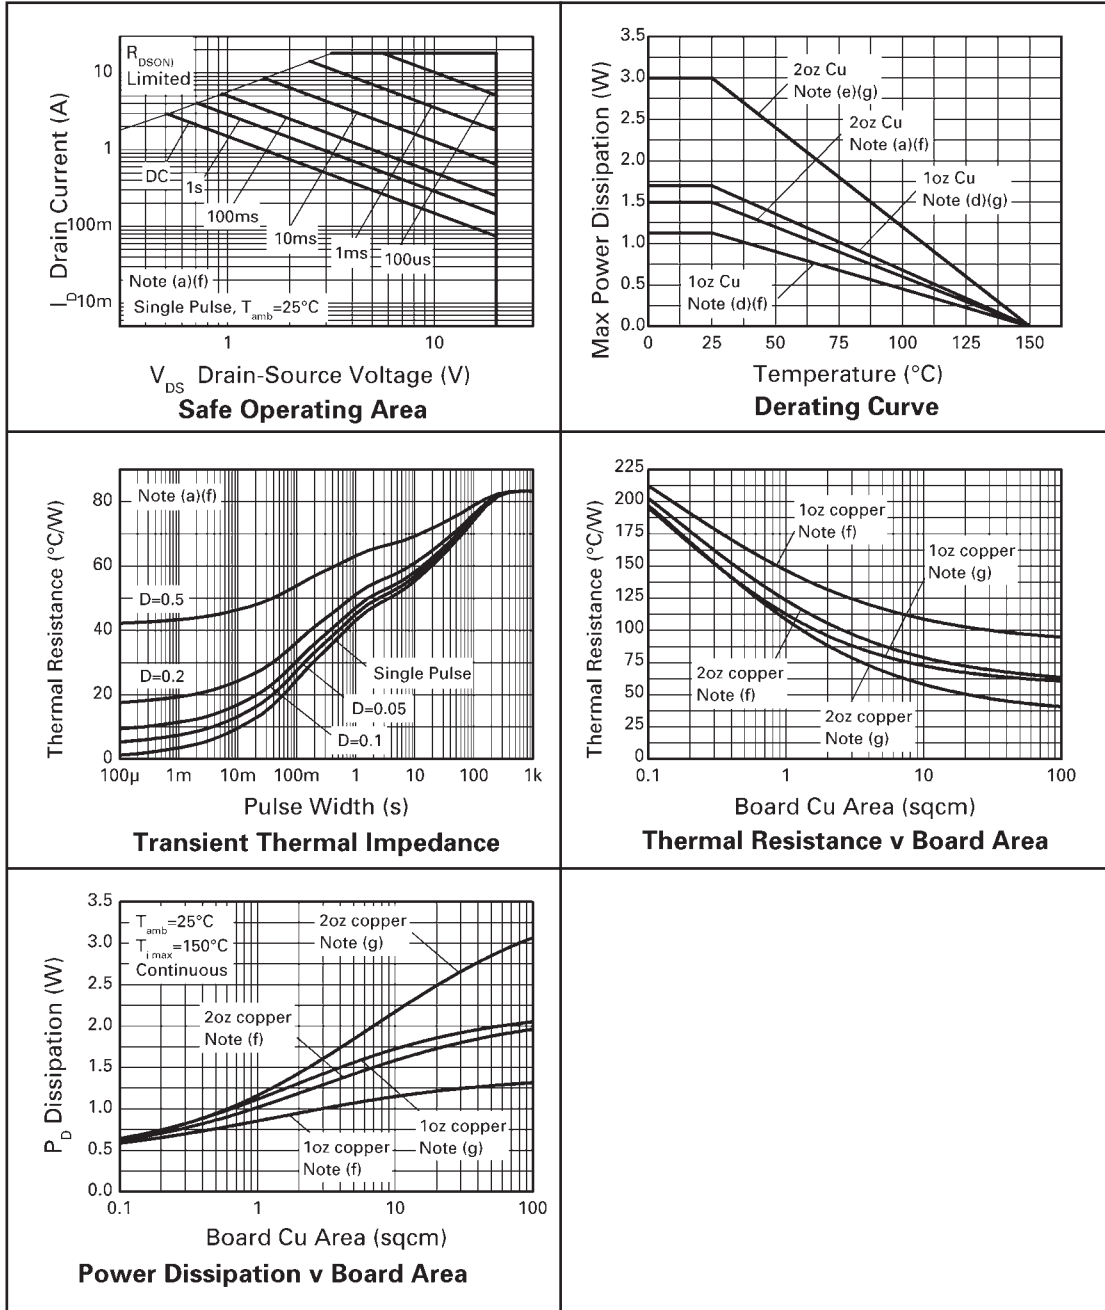 R DSON)
Limited
10
1
100m
10m
I D Drain Current (A)
DC
1s
100ms
10ms
1ms
100us
Note (a)(f)
Single Pulse, T amb =25°C
1
10
V DS Drain-Source Voltage (V)
Safe Operating Area
3.5
3.0
2.5
2.0
1.5
1.0
0.5
0.0
Max Power Dissipation (W)
2oz Cu
Note (e)(g)
2oz Cu
Note (a)(f)
1oz Cu
Note (d)(g)
1oz Cu
Note (d)(f)
0 25 50 75 100 125 150
Temperature (°C)
Derating Curve
80
60
40
20
0
Thermal Resistance (°C/W)
Note (a)(f)
D=0.5
D=0.2
Single Pulse
D=0.05
D=0.1
100µ 1m 10m 100m 1 10 100 1k
Pulse Width (s)
Transient Thermal Impedance
225
200
175
150
125
100
75
50
25
0
Thermal Resistance (°C/W)
1oz copper
Note (f)
1oz copper
Note (g)
2oz copper
Note (f)
2oz copper
Note (g)
0.1 1 10 100
Board Cu Area (sqcm)
Thermal Resistance v Board Area
3.5
3.0
2.5
2.0
1.5
1.0
0.5
0.0
P D Dissipation (W)
T amb =25°C
T j max =150°C
Continuous
2oz copper
Note (g)
2oz copper
Note (f)
1oz copper
Note (g)
1oz copper
Note (f)
0.1 1 10 100
Board Cu Area (sqcm)
Power Dissipation v Board Area